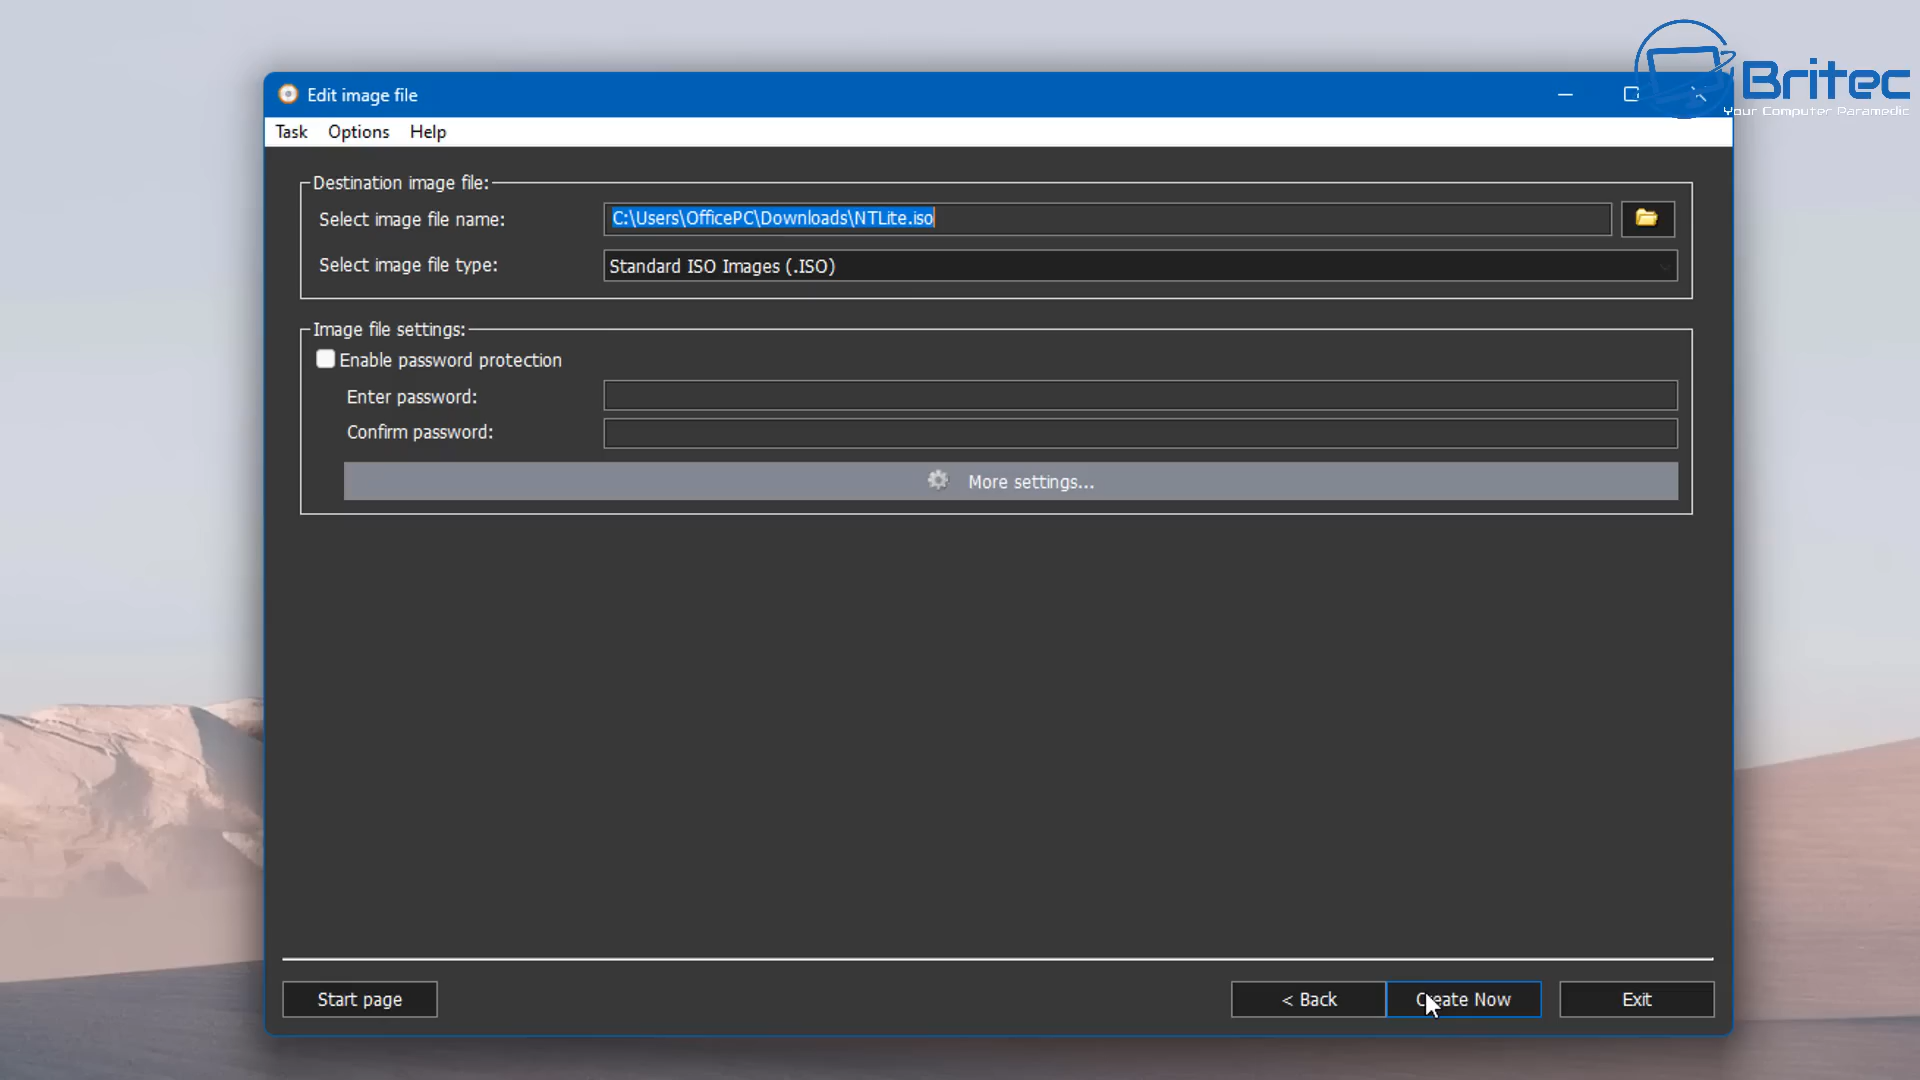 Britec
Your Computer Paramedic
Edit image file
Task Options Help
Destination image file:
Select image file name: C:\Users\OfficePC\Downloads\NTLite.iso
Select image file type: Standard ISO Images (.ISO)
Image file settings:
Enable password protection
Enter password:
Confirm password:
More settings...
Start page < Back Create Now Exit